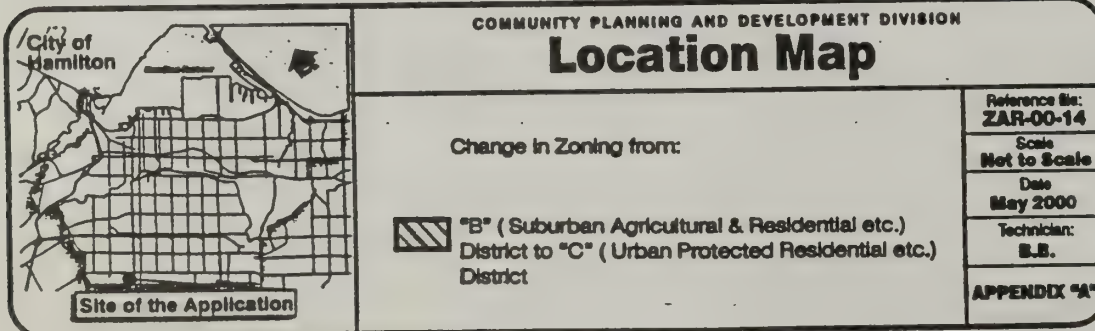 City of
Hamilton
Site of the Application
COMMUNITY PLANNING AND DEVELOPMENT DIVISION
Location Map
Change in Zoning from:
"B" ( Suburban Agricultural & Residential etc.)
District to "C" ( Urban Protected Residential etc.)
District
Reference file:
ZAR-00-14
Scale
Not to Scale
Date
May 2000
Technician:
B.B.
APPENDIX "A"